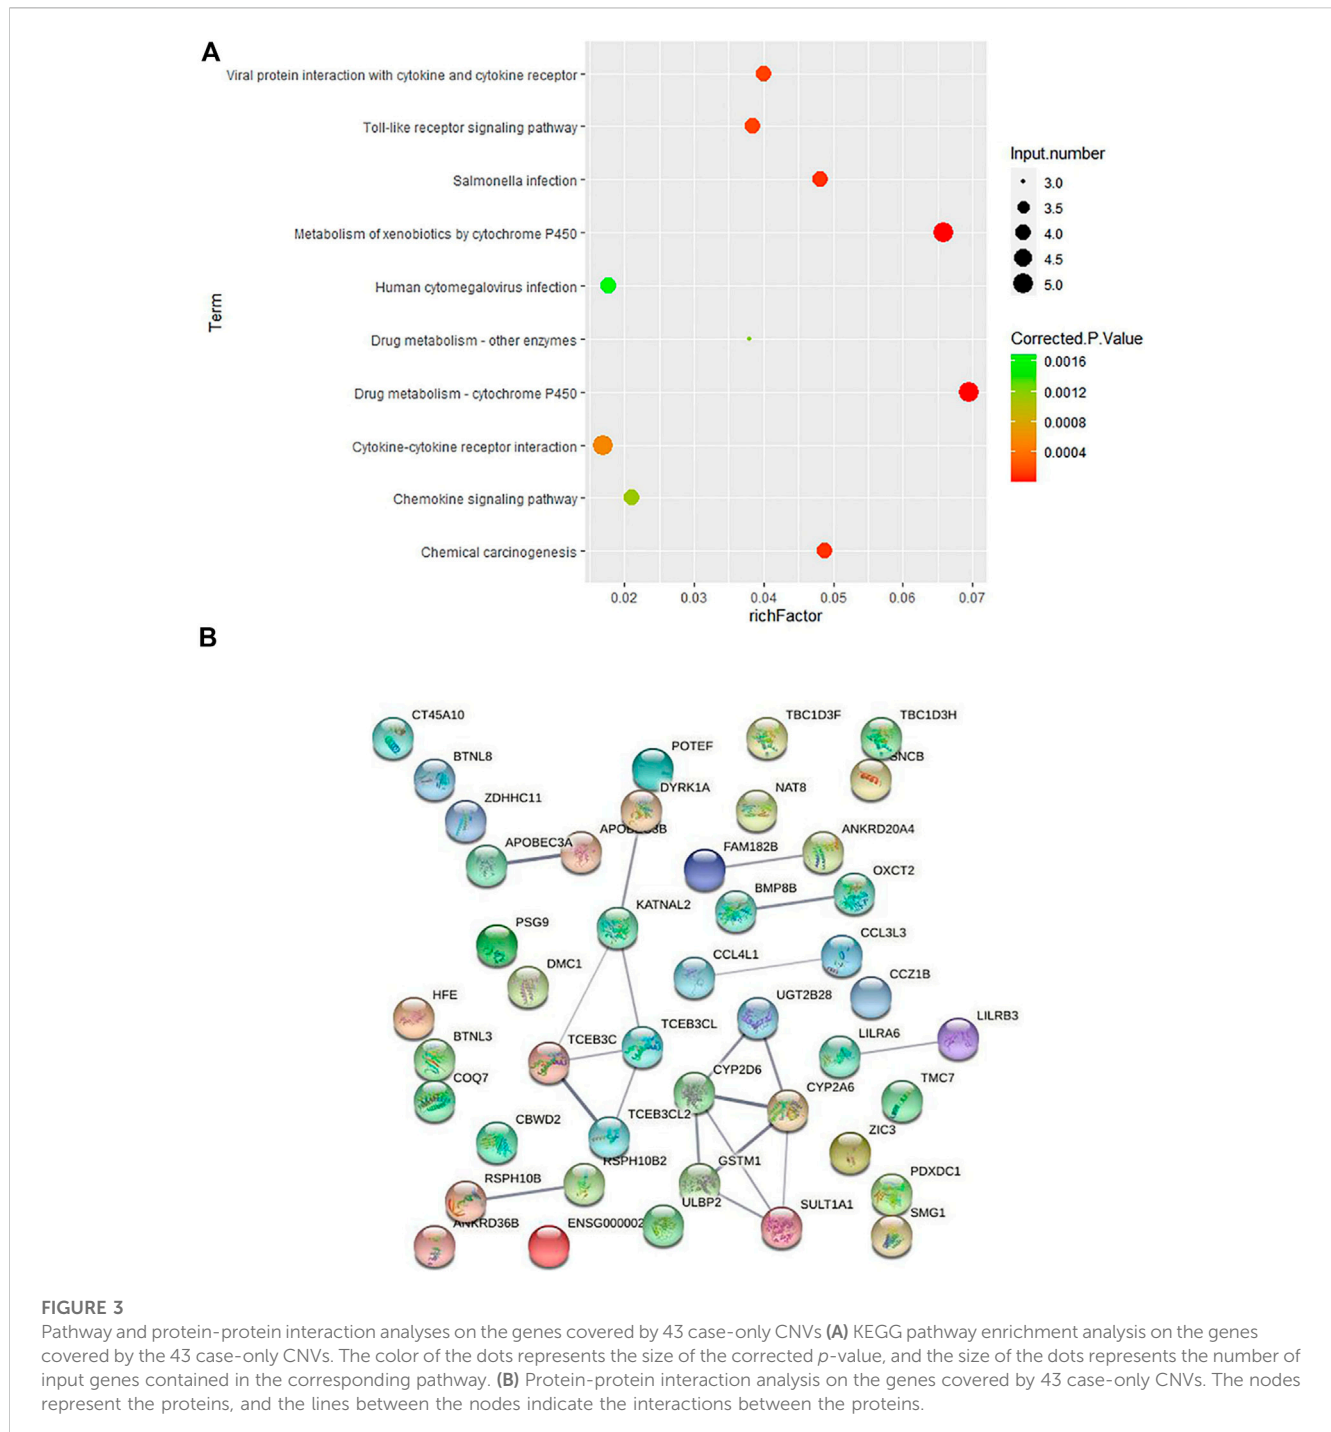 A
Viral protein interaction with cytokine and cytokine receptor
Toll-like receptor signaling pathway
Salmonella infection
Metabolism of xenobiotics by cytochrome P450
Human cytomegalovirus infection
Drug metabolism - other enzymes
Drug metabolism - cytochrome P450
Cytokine-cytokine receptor interaction
Chemokine signaling pathway
Chemical carcinogenesis
Term
0.02 0.03 0.04 0.05 0.06 0.07
richFactor
Input.number
3.0
3.5
4.0
4.5
5.0
Corrected.P.Value
0.0016
0.0012
0.0008
0.0004
B
CT45A10
TBC1D3F
TBC1D3H
POTEF
BTNL8
SNCB
DYRK1A
NAT8
ZDHHC11
APOBEC3B
ANKRD20A4
APOBEC3A
FAM182B
OXCT2
BMP8B
KATNAL2
PSG9
CCL3L3
CCL4L1
DMC1
CCZ1B
HFE
UGT2B28
LILRB3
TCEB3CL
LILRA6
BTNL3
TCEB3C
CYP2D6
COQ7
CYP2A6
TMC7
TCEB3CL2
CBWD2
ZIC3
RSPH10B2
GSTM1
PDXDC1
RSPH10B
ULBP2
SULT1A1
SMG1
ANKRD36B
ENSG000002
FIGURE 3
Pathway and protein-protein interaction analyses on the genes covered by 43 case-only CNVs (A) KEGG pathway enrichment analysis on the genes
covered by the 43 case-only CNVs. The color of the dots represents the size of the corrected p-value, and the size of the dots represents the number of
input genes contained in the corresponding pathway. (B) Protein-protein interaction analysis on the genes covered by 43 case-only CNVs. The nodes
represent the proteins, and the lines between the nodes indicate the interactions between the proteins.